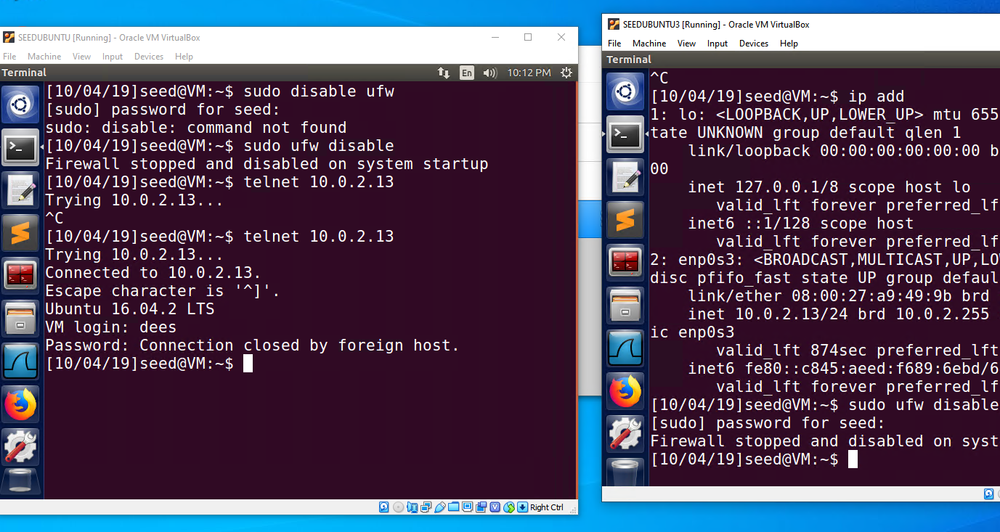 SEEDUBUNTU [Running] - Oracle VM VirtualBox
File Machine View Input Devices Help
Terminal
En
10:12 PM
[10/04/19]seed@VM:~$ sudo disable ufw
[sudo] password for seed:
sudo: disable: command not found
[10/04/19]seed@VM:~$ sudo ufw disable
Firewall stopped and disabled on system startup
[10/04/19]seed@VM:~$ telnet 10.0.2.13
Trying 10.0.2.13...
^C
[10/04/19]seed@VM:~$ telnet 10.0.2.13
Trying 10.0.2.13...
Connected to 10.0.2.13.
Escape character is '^]'.
Ubuntu 16.04.2 LTS
VM login: dees
Password: Connection closed by foreign host.
[10/04/19]seed@VM:~$
Right Ctrl
SEEDUBUNTU3 [Running] - Oracle VM VirtualBox
File Machine View Input Devices Help
Terminal
^C
[10/04/19]seed@VM:~$ ip add
1: lo: <LOOPBACK,UP,LOWER_UP> mtu 655
tate UNKNOWN group default qlen 1
link/loopback 00:00:00:00:00:00 b
00
inet 127.0.0.1/8 scope host lo
valid_lft forever preferred_lf
inet6 ::1/128 scope host
valid_lft forever preferred_lf
2: enp0s3: <BROADCAST,MULTICAST,UP,LO
disc pfifo_fast state UP group defaul
link/ether 08:00:27:a9:49:9b brd
inet 10.0.2.13/24 brd 10.0.2.255
ic enp0s3
valid_lft 874sec preferred_lft
inet6 fe80::c845:aeed:f689:6ebd/6
valid_lft forever preferred_lf
[10/04/19]seed@VM:~$ sudo ufw disable
[sudo] password for seed:
Firewall stopped and disabled on syst
[10/04/19]seed@VM:~$